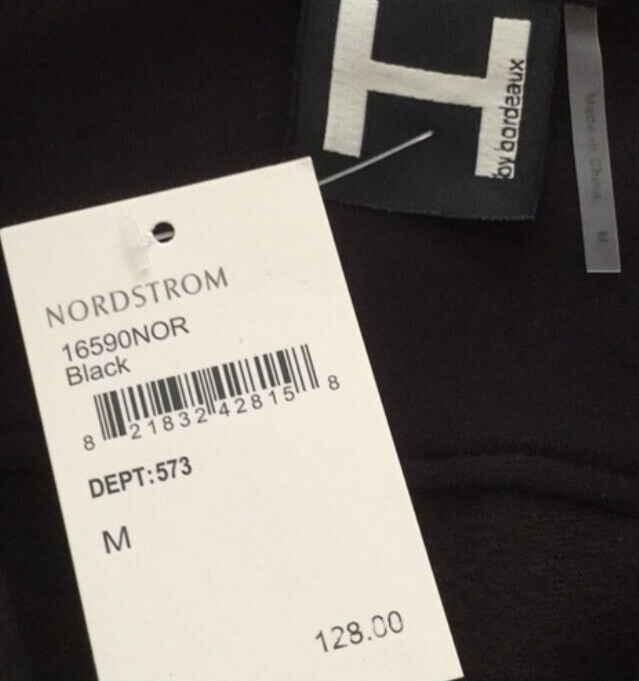 H
by bordeaux
Made in China M
NORDSTROM
16590NOR
Black
8 21832 42815 8
DEPT:573
M
128.00